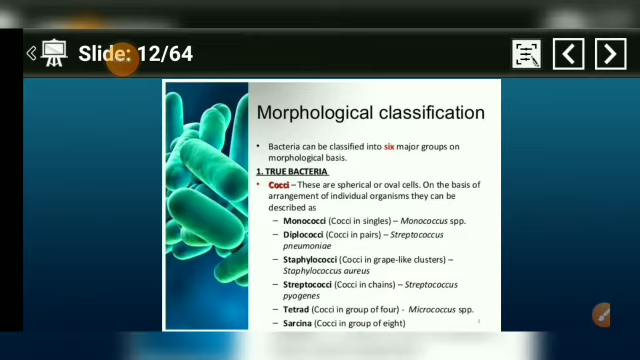 Slide: 12/64
Morphological classification
• Bacteria can be classified into six major groups on
morphological basis.
1. TRUE BACTERIA
• Cocci – These are spherical or oval cells. On the basis of
arrangement of individual organisms they can be
described as
– Monococci (Cocci in singles) – Monococcus spp.
– Diplococci (Cocci in pairs) – Streptococcus
pneumoniae
– Staphylococci (Cocci in grape-like clusters) –
Staphylococcus aureus
– Streptococci (Cocci in chains) – Streptococcus
pyogenes
– Tetrad (Cocci in group of four) - Micrococcus spp.
– Sarcina (Cocci in group of eight)